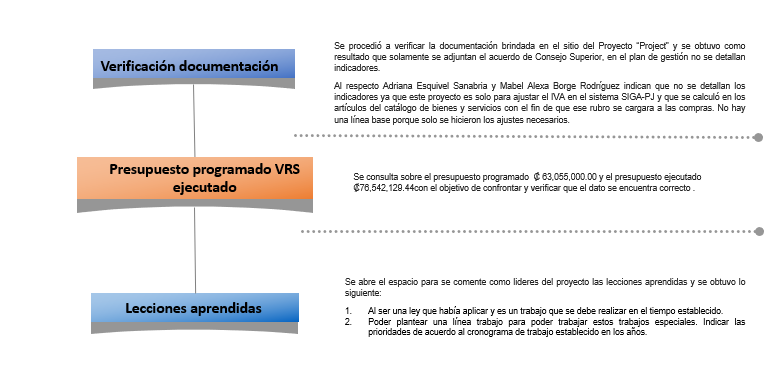 Verificación documentación
Se procedió a verificar la documentación brindada en el sitio del Proyecto "Project" y se obtuvo como
resultado que solamente se adjuntan el acuerdo de Consejo Superior, en el plan de gestión no se detallan
indicadores.
Al respecto Adriana Esquivel Sanabria y Mabel Alexa Borge Rodríguez indican que no se detallan los
indicadores ya que este proyecto es solo para ajustar el IVA en el sistema SIGA-PJ y que se calculó en los
artículos del catálogo de bienes y servicios con el fin de que ese rubro se cargara a las compras. No hay
una línea base porque solo se hicieron los ajustes necesarios.
Presupuesto programado VRS
ejecutado
Se consulta sobre el presupuesto programado ₡ 63,055,000.00 y el presupuesto ejecutado
₡76,542,129.44con el objetivo de confrontar y verificar que el dato se encuentra correcto .
Lecciones aprendidas
Se abre el espacio para se comente como lideres del proyecto las lecciones aprendidas y se obtuvo lo
siguiente:
1. Al ser una ley que había aplicar y es un trabajo que se debe realizar en el tiempo establecido.
2. Poder plantear una línea trabajo para poder trabajar estos trabajos especiales. Indicar las
prioridades de acuerdo al cronograma de trabajo establecido en los años.